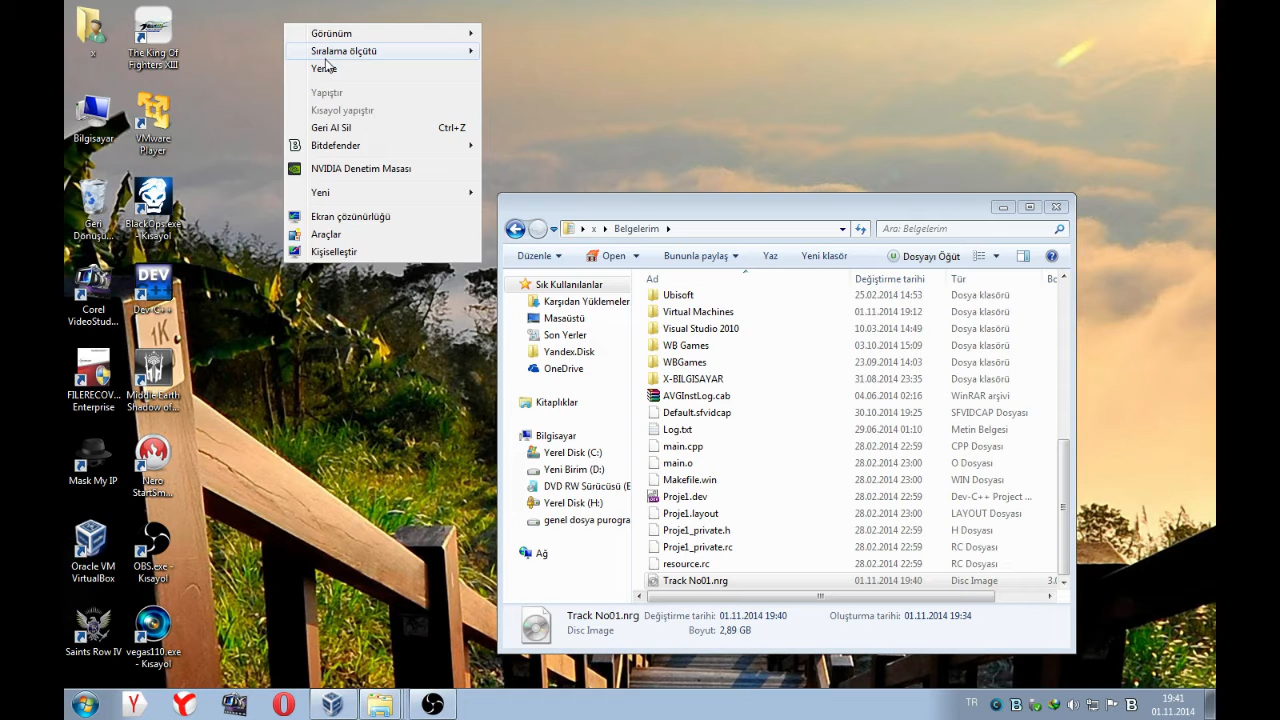 x
The King Of
Fighters XIII
Bilgisayar
VMware
Player
Geri
Dönüşü...
BlackOps.exe
- Kısayol
Corel
VideoStud...
DEV
Dev-C++
1K.
FILERECOV...
Enterprise
Middle Earth
Shadow of...
Mask My IP
Nero
StartSm...
Oracle VM
VirtualBox
OBS.exe -
Kısayol
Saints Row IV
vegas110.exe
- Kısayol
Görünüm
Sıralama ölçütü
Yenile
Yapıştır
Kısayol yapıştır
Geri Al Sil Ctrl+Z
Bitdefender
NVIDIA Denetim Masası
Yeni
Ekran çözünürlüğü
Araçlar
Kişiselleştir
x Belgelerim
Ara: Belgelerim
Düzenle Open Bununla paylaş Yaz Yeni klasör Dosyayı Öğüt
Sık Kullanılanlar
Karşıdan Yüklemeler
Masaüstü
Son Yerler
Yandex.Disk
OneDrive
Kitaplıklar
Bilgisayar
Yerel Disk (C:)
Yeni Birim (D:)
DVD RW Sürücüsü (E
Yerel Disk (H:)
genel dosya purogra
Ağ
Ad Değiştirme tarihi Tür Bo
Ubisoft 25.02.2014 14:53 Dosya klasörü
Virtual Machines 01.11.2014 19:12 Dosya klasörü
Visual Studio 2010 10.03.2014 14:49 Dosya klasörü
WB Games 03.10.2014 15:09 Dosya klasörü
WBGames 23.09.2014 14:03 Dosya klasörü
X-BILGISAYAR 31.08.2014 23:35 Dosya klasörü
AVGInstLog.cab 04.06.2014 02:16 WinRAR arşivi
Default.sfvidcap 30.10.2014 19:25 SFVIDCAP Dosyası
Log.txt 29.06.2014 01:10 Metin Belgesi
main.cpp 28.02.2014 22:59 CPP Dosyası
main.o 28.02.2014 23:00 O Dosyası
Makefile.win 28.02.2014 23:00 WIN Dosyası
Proje1.dev 28.02.2014 22:59 Dev-C++ Project ...
Proje1.layout 28.02.2014 23:00 LAYOUT Dosyası
Proje1_private.h 28.02.2014 22:59 H Dosyası
Proje1_private.rc 28.02.2014 22:59 RC Dosyası
resource.rc 28.02.2014 22:59 RC Dosyası
Track No01.nrg 01.11.2014 19:40 Disc Image 3.0
Track No01.nrg Değiştirme tarihi: 01.11.2014 19:40 Oluşturma tarihi: 01.11.2014 19:34
Disc Image Boyut: 2,89 GB
TR
19:41
01.11.2014